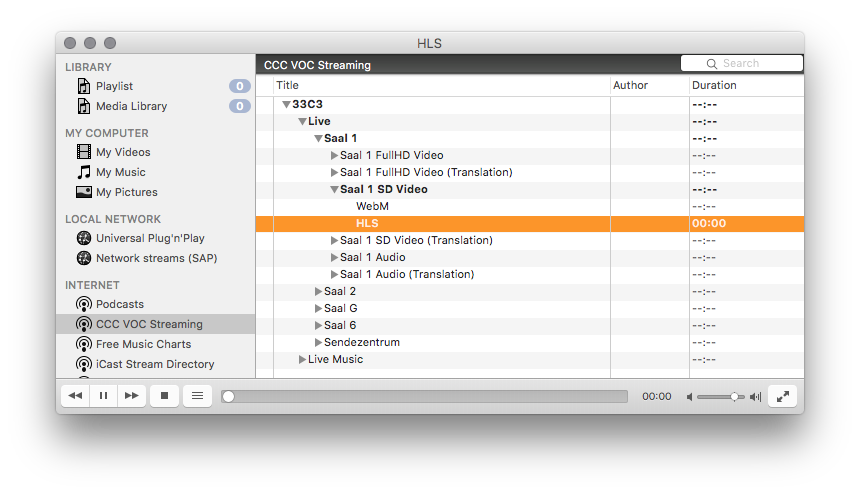 HLS
LIBRARY
Playlist 0
Media Library 0
MY COMPUTER
My Videos
My Music
My Pictures
LOCAL NETWORK
Universal Plug'n'Play
Network streams (SAP)
INTERNET
Podcasts
CCC VOC Streaming
Free Music Charts
iCast Stream Directory
CCC VOC Streaming Search
Title Author Duration
33C3 --:--
Live --:--
Saal 1 --:--
Saal 1 FullHD Video --:--
Saal 1 FullHD Video (Translation) --:--
Saal 1 SD Video --:--
WebM --:--
HLS 00:00
Saal 1 SD Video (Translation) --:--
Saal 1 Audio --:--
Saal 1 Audio (Translation) --:--
Saal 2 --:--
Saal G --:--
Saal 6 --:--
Sendezentrum --:--
Live Music --:--
00:00